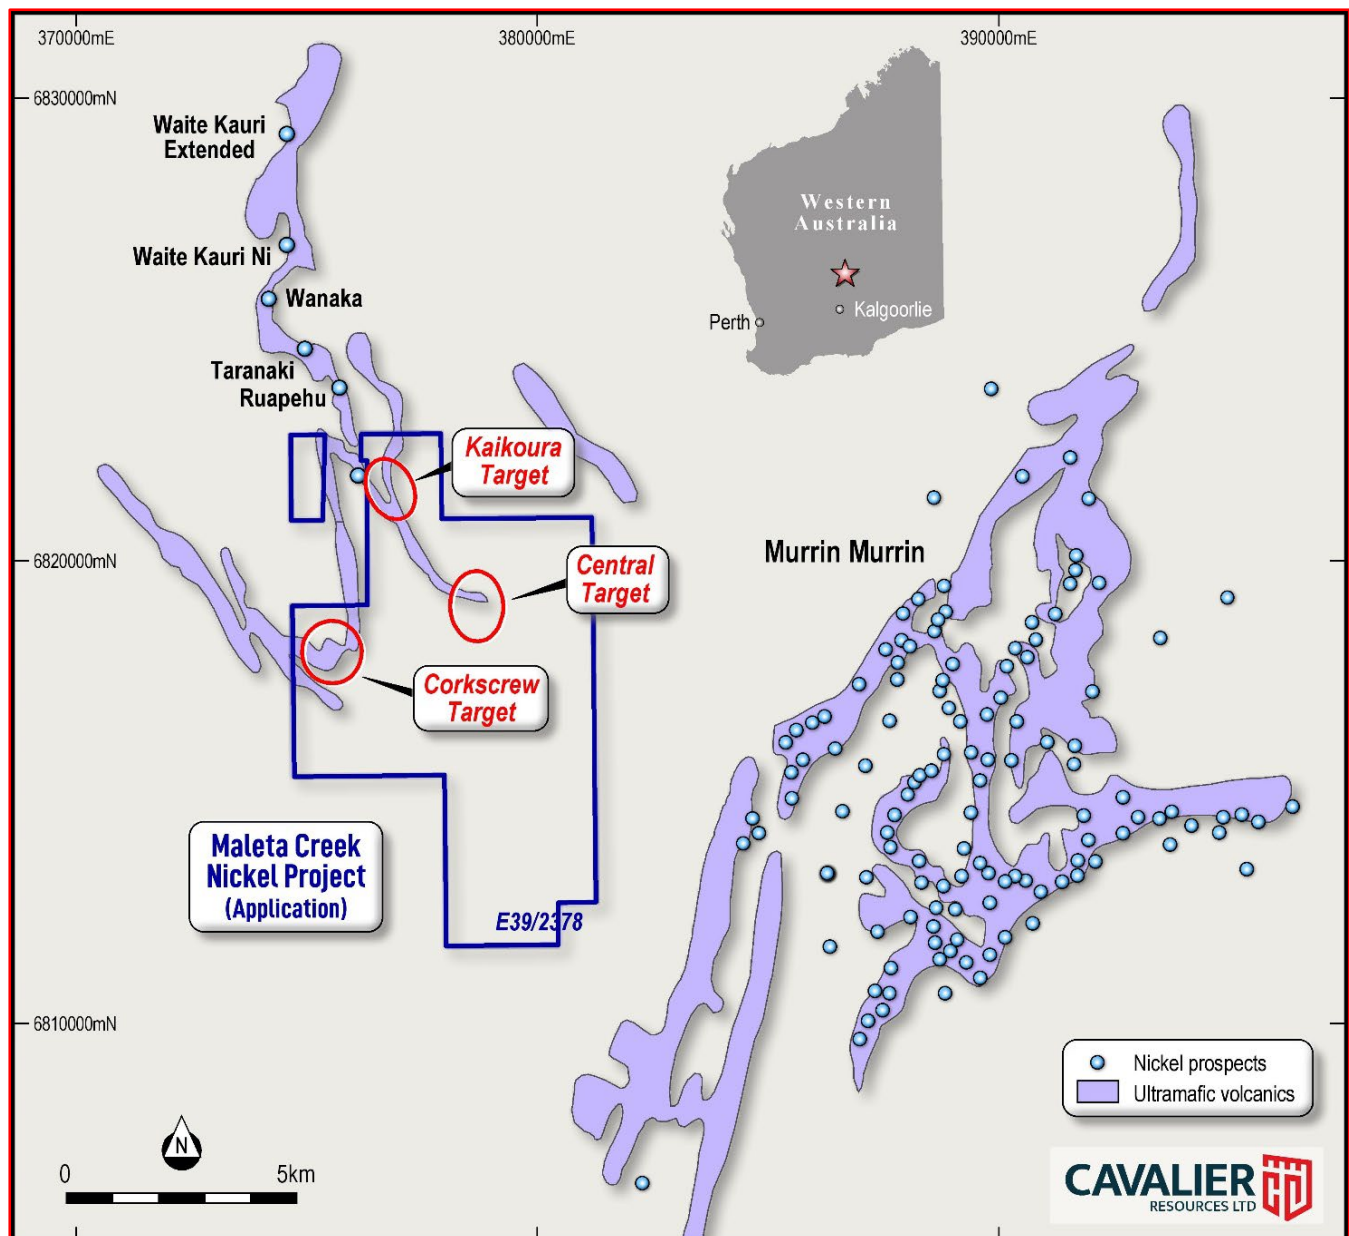 370000mE
380000mE
390000mE
6830000mN
Waite Kauri
Extended
Western
Australia
Waite Kauri Ni
Wanaka
Kalgoorlie
Perth
Taranaki
Ruapehu
Kaikoura
Target
6820000mN
Murrin Murrin
Central
Target
Corkscrew
Target
Maleta Creek
Nickel Project
(Application)
E39/2378
6810000mN
Nickel prospects
Ultramafic volcanics
N
0
5km
CAVALIER
RESOURCES LTD